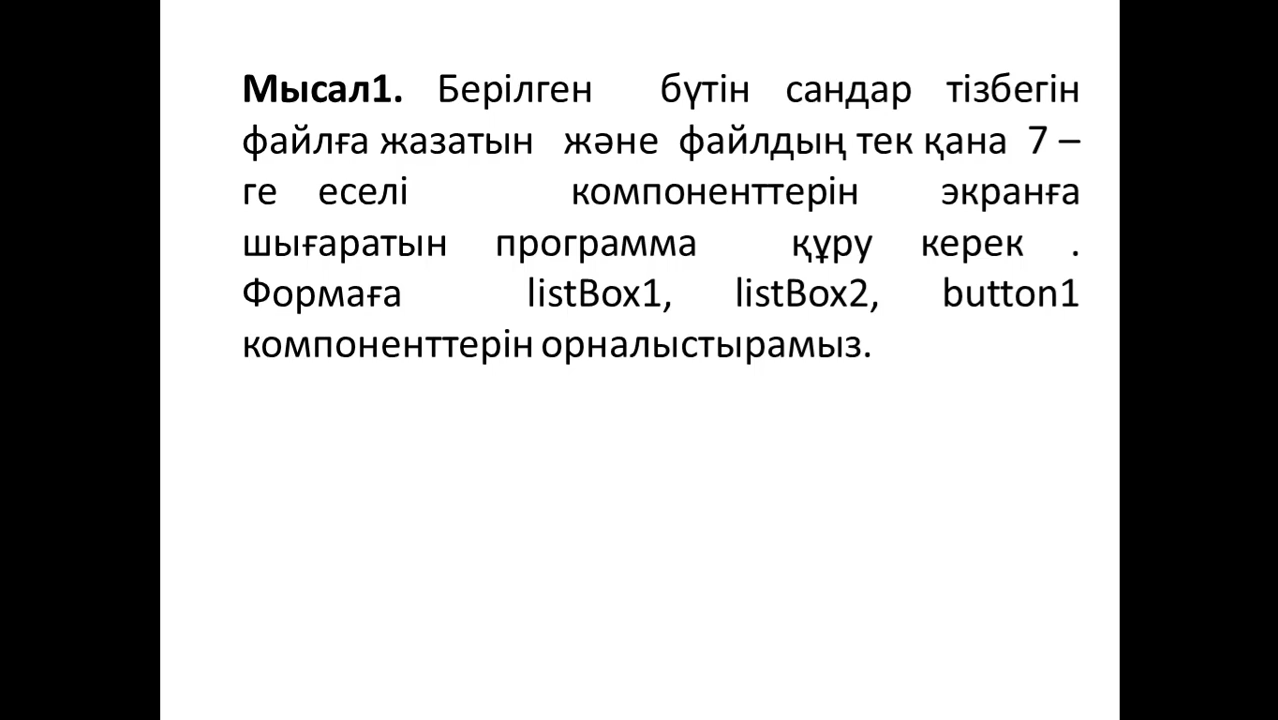 Мысал1. Берілген бүтін сандар тізбегін
файлға жазатын және файлдың тек қана 7 –
ге еселі компоненттерін экранға
шығаратын программа құру керек .
Формаға listBox1, listBox2, button1
компоненттерін орналыстырамыз.